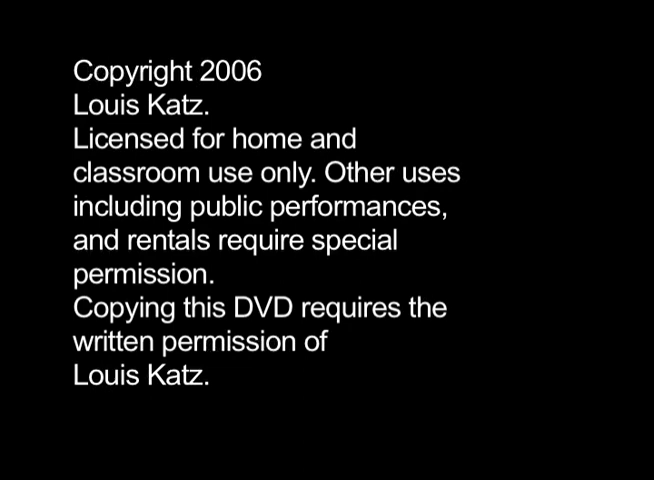 Copyright 2006
Louis Katz.
Licensed for home and
classroom use only. Other uses
including public performances,
and rentals require special
permission.
Copying this DVD requires the
written permission of
Louis Katz.